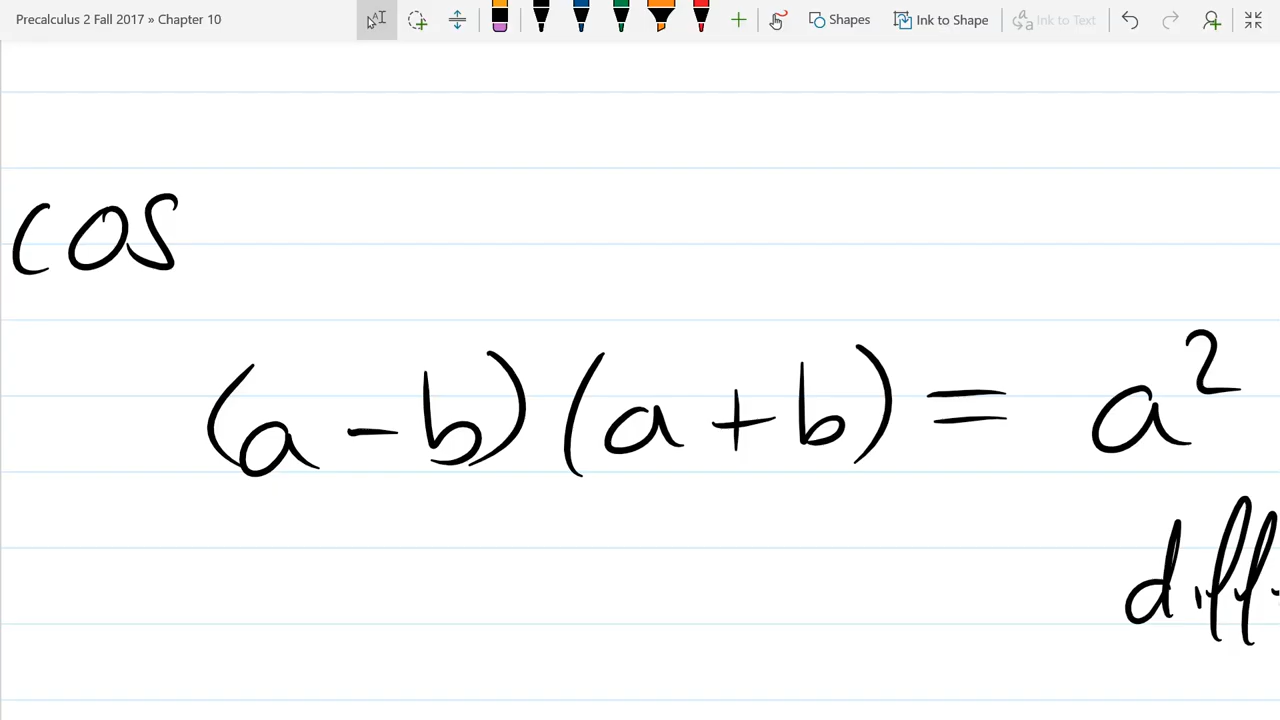 Precalculus 2 Fall 2017 » Chapter 10 Shapes Ink to Shape Ink to Text
cos
(a - b)(a + b) = a²
diff